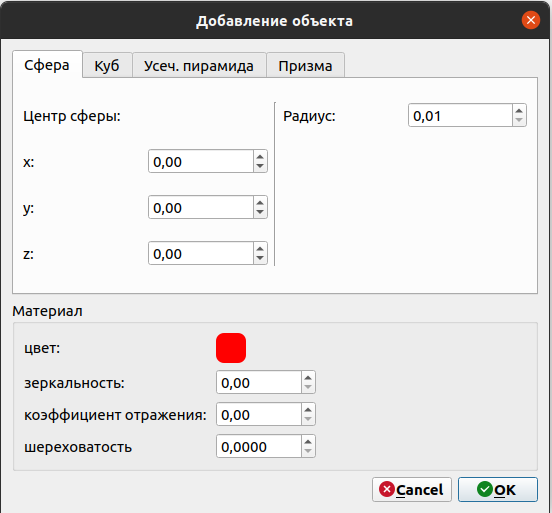 Добавление объекта
Сфера Куб Усеч. пирамида Призма
Центр сферы: Радиус: 0,01
x: 0,00
y: 0,00
z: 0,00
Материал
цвет:
зеркальность: 0,00
коэффициент отражения: 0,00
шереховатость 0,0000
Cancel OK